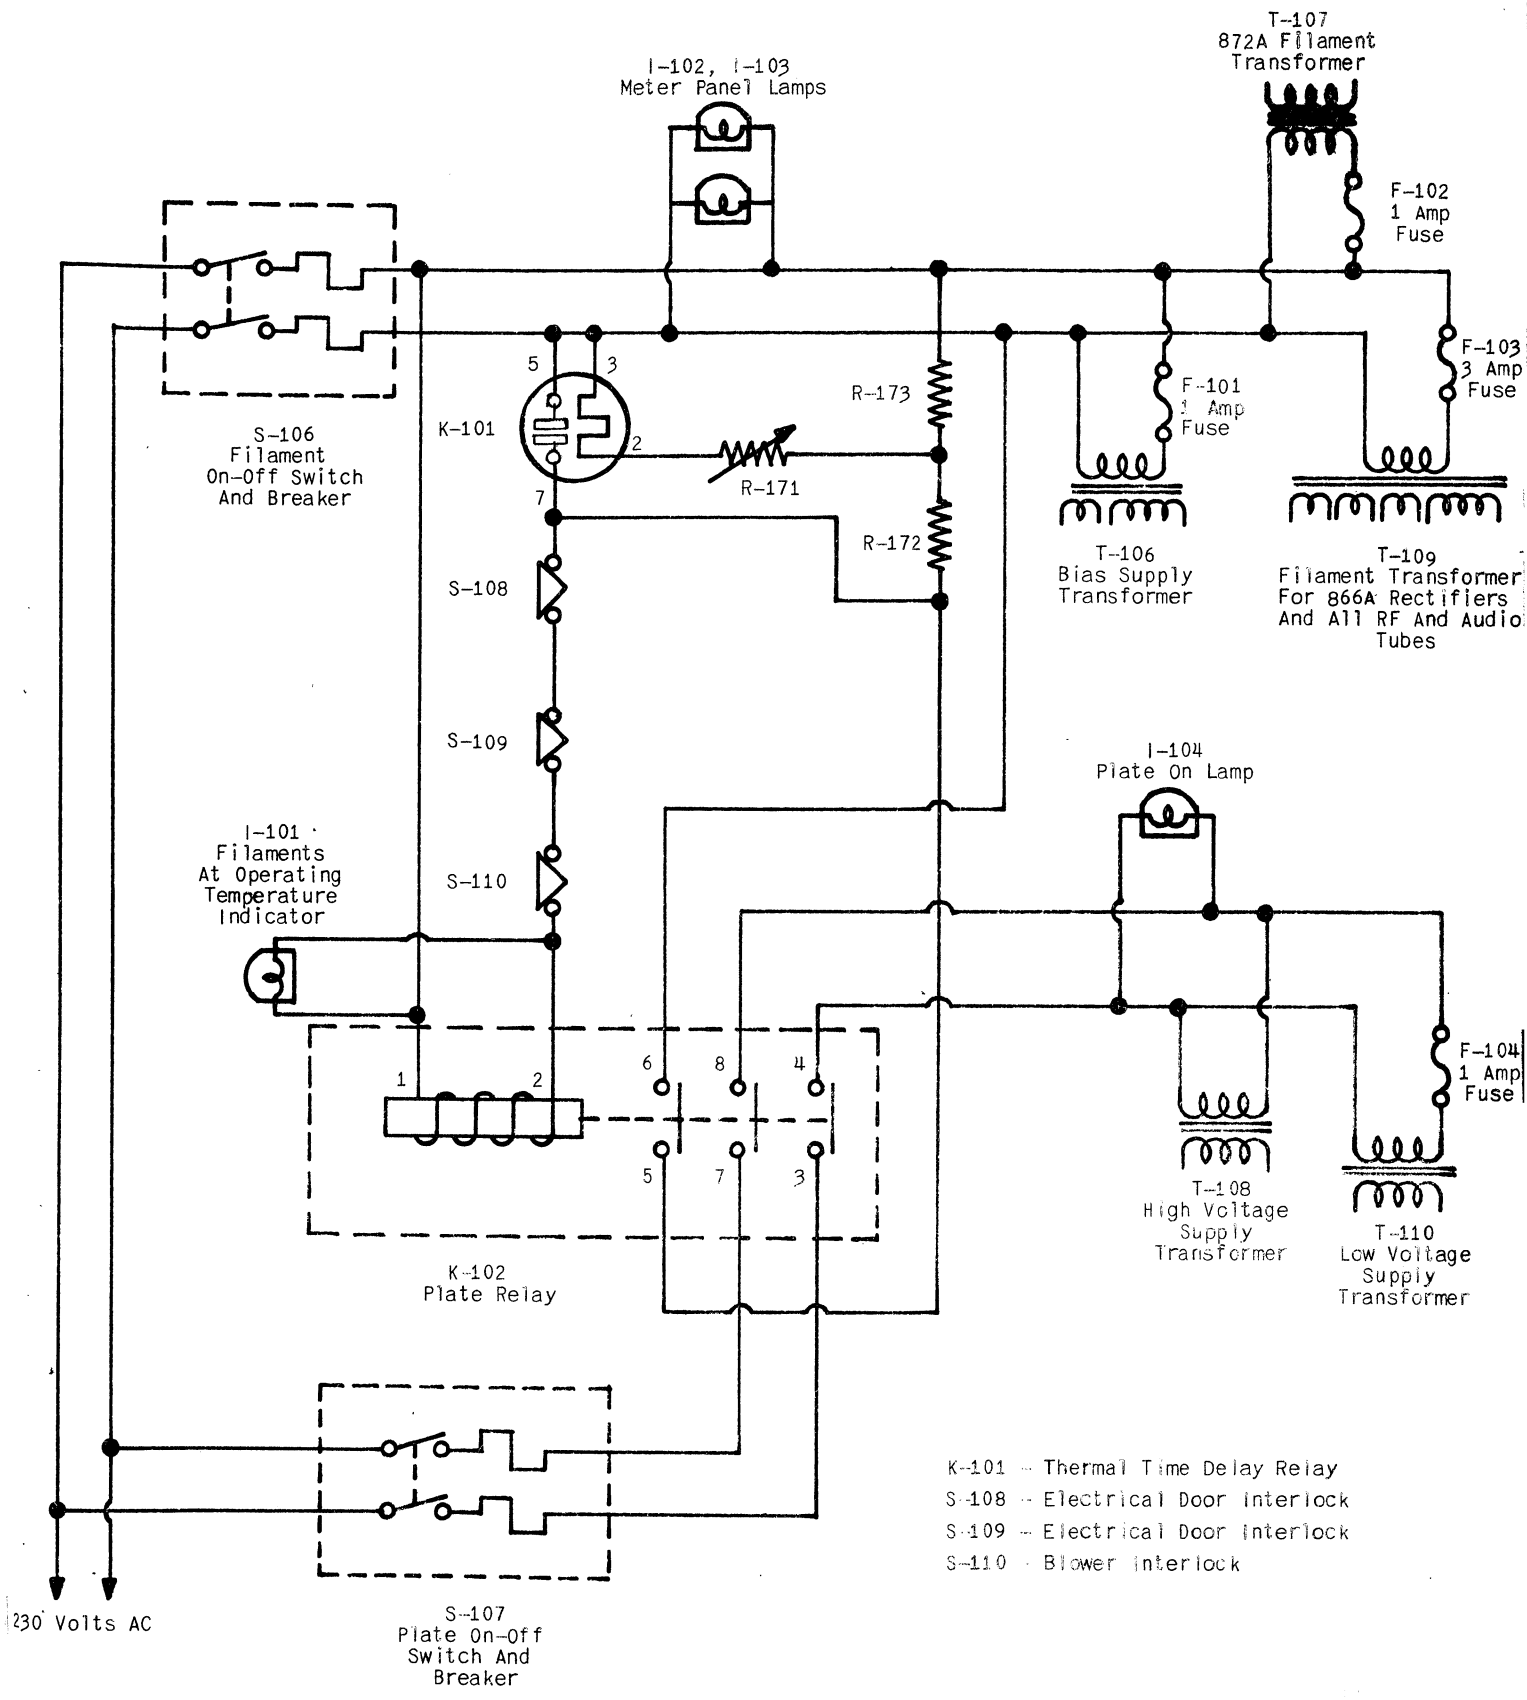 T-107
872A Filament
Transformer
I-102, I-103
Meter Panel Lamps
F-102
1 Amp
Fuse
F-103
3 Amp
Fuse
5
3
R-173
F-101
1 Amp
Fuse
K-101
2
S-106
Filament
On-Off Switch
And Breaker
R-171
7
R-172
T-106
Bias Supply
Transformer
T-109
Filament Transformer
For 866A Rectifiers
And All RF And Audio
Tubes
S-108
S-109
I-104
Plate On Lamp
I-101
Filaments
At Operating
Temperature
Indicator
S-110
6
8
4
1
2
F-104
1 Amp
Fuse
5
7
3
T-108
High Voltage
Supply
Transformer
T-110
Low Voltage
Supply
Transformer
K-102
Plate Relay
K-101 - Thermal Time Delay Relay
S-108 - Electrical Door Interlock
S-109 - Electrical Door Interlock
S-110 - Blower Interlock
230 Volts AC
S-107
Plate On-Off
Switch And
Breaker